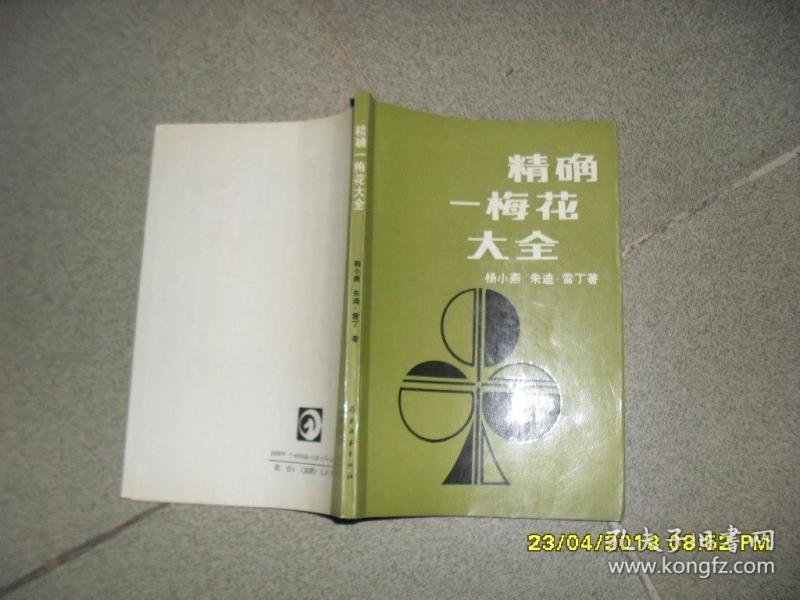 精确
一梅花
大全
杨小燕 朱迪·雷丁著
精确一梅花大全
杨小燕 朱迪·雷丁 著
23/04/2013 08:52 PM
孔夫子旧书网
www.kongfz.com